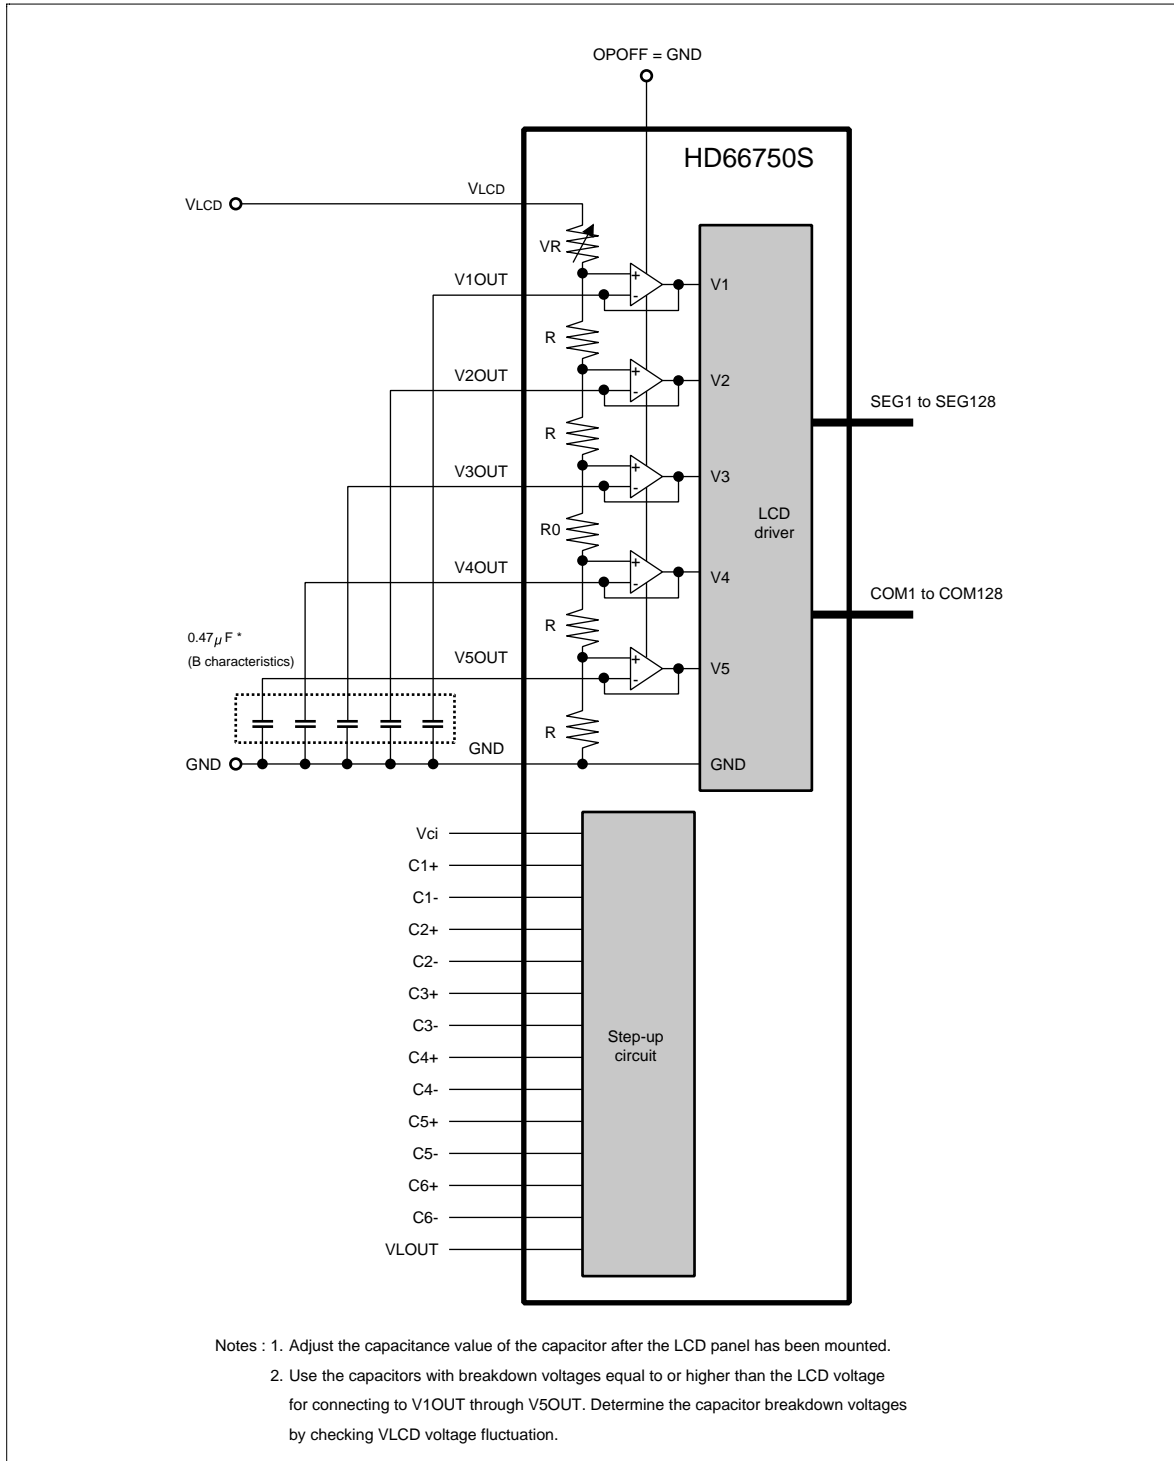 OPOFF = GND
HD66750S
VLCD
VLCD
VR
+
-
V1OUT
V1
R
+
-
V2OUT
V2
SEG1 to SEG128
R
+
-
V3OUT
V3
LCD
driver
R0
+
-
V4OUT
V4
COM1 to COM128
0.47μF *
(B characteristics)
R
+
-
V5OUT
V5
R
GND
GND
GND
Vci
C1+
C1-
C2+
C2-
C3+
C3-
Step-up
circuit
C4+
C4-
C5+
C5-
C6+
C6-
VLOUT
Notes : 1. Adjust the capacitance value of the capacitor after the LCD panel has been mounted.
2. Use the capacitors with breakdown voltages equal to or higher than the LCD voltage
for connecting to V1OUT through V5OUT. Determine the capacitor breakdown voltages
by checking VLCD voltage fluctuation.